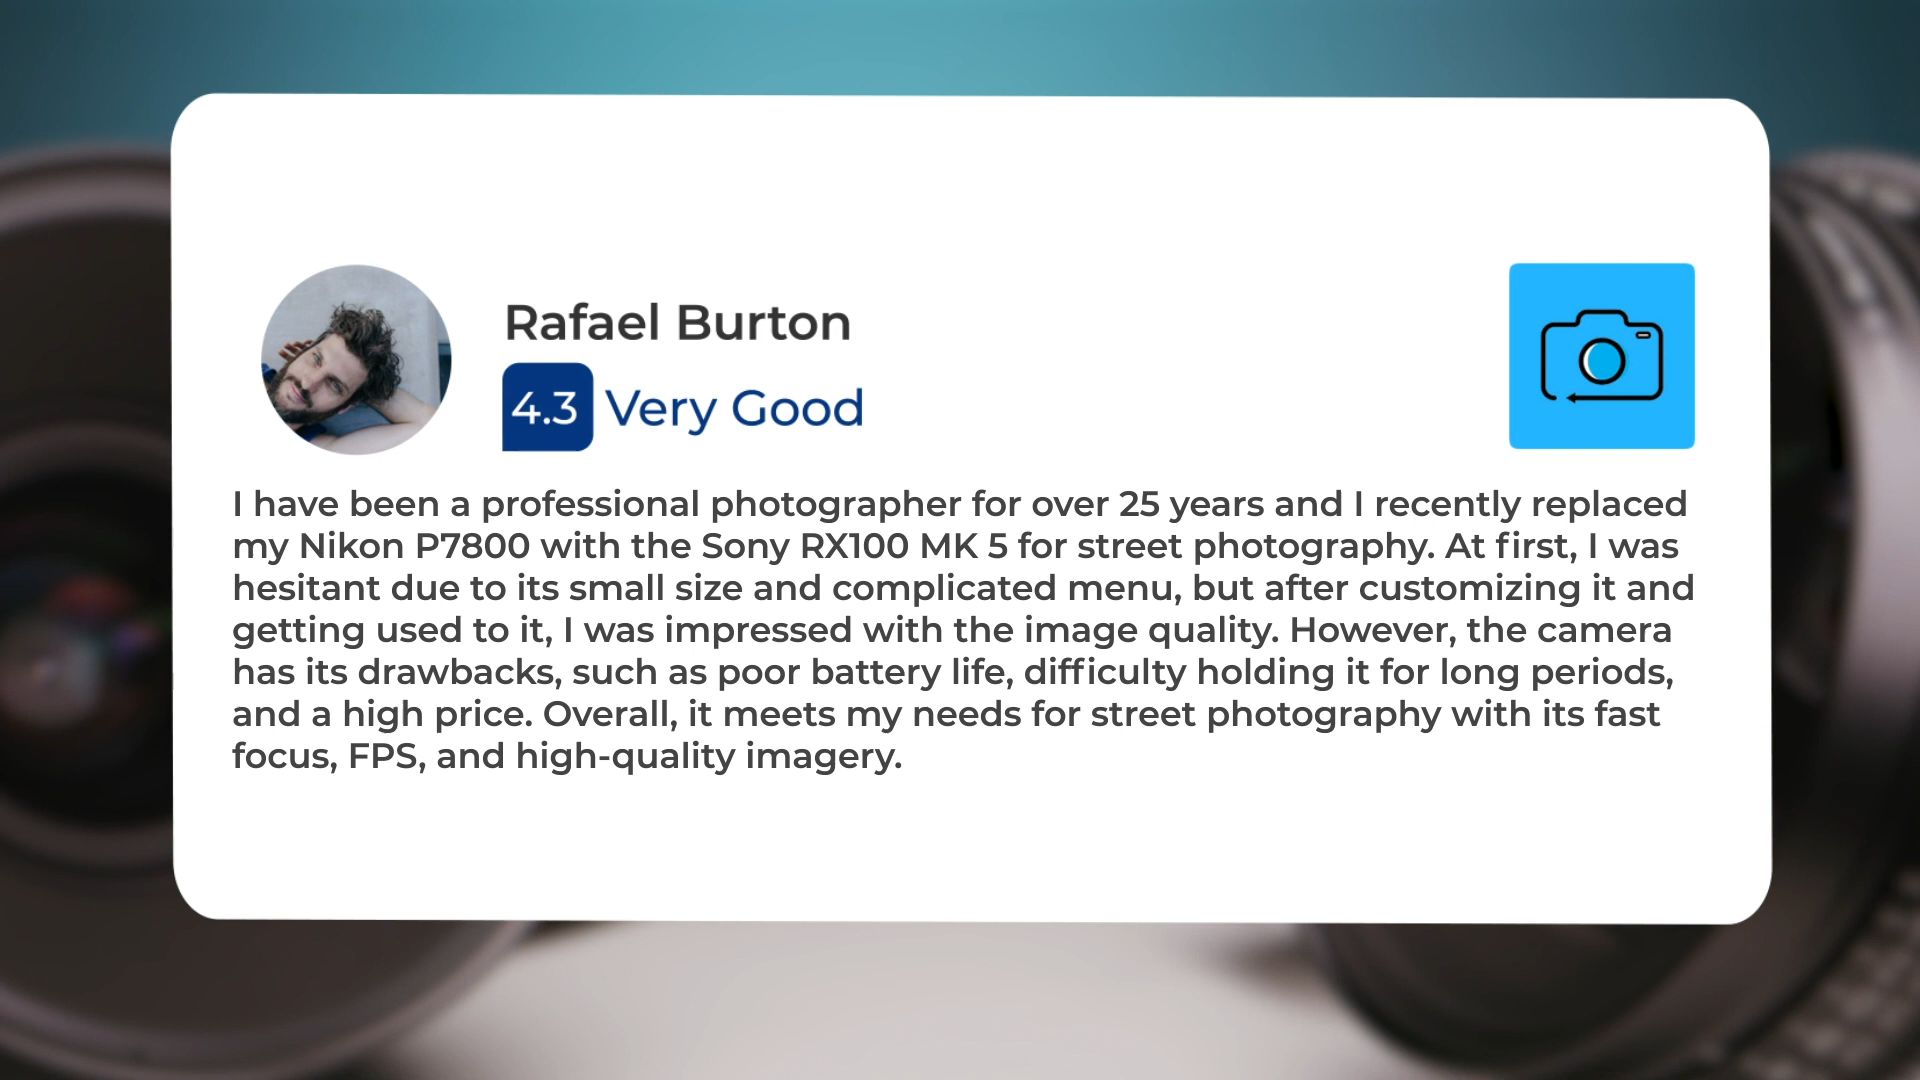 Rafael Burton
4.3 Very Good
I have been a professional photographer for over 25 years and I recently replaced
my Nikon P7800 with the Sony RX100 MK 5 for street photography. At first, I was
hesitant due to its small size and complicated menu, but after customizing it and
getting used to it, I was impressed with the image quality. However, the camera
has its drawbacks, such as poor battery life, difficulty holding it for long periods,
and a high price. Overall, it meets my needs for street photography with its fast
focus, FPS, and high-quality imagery.